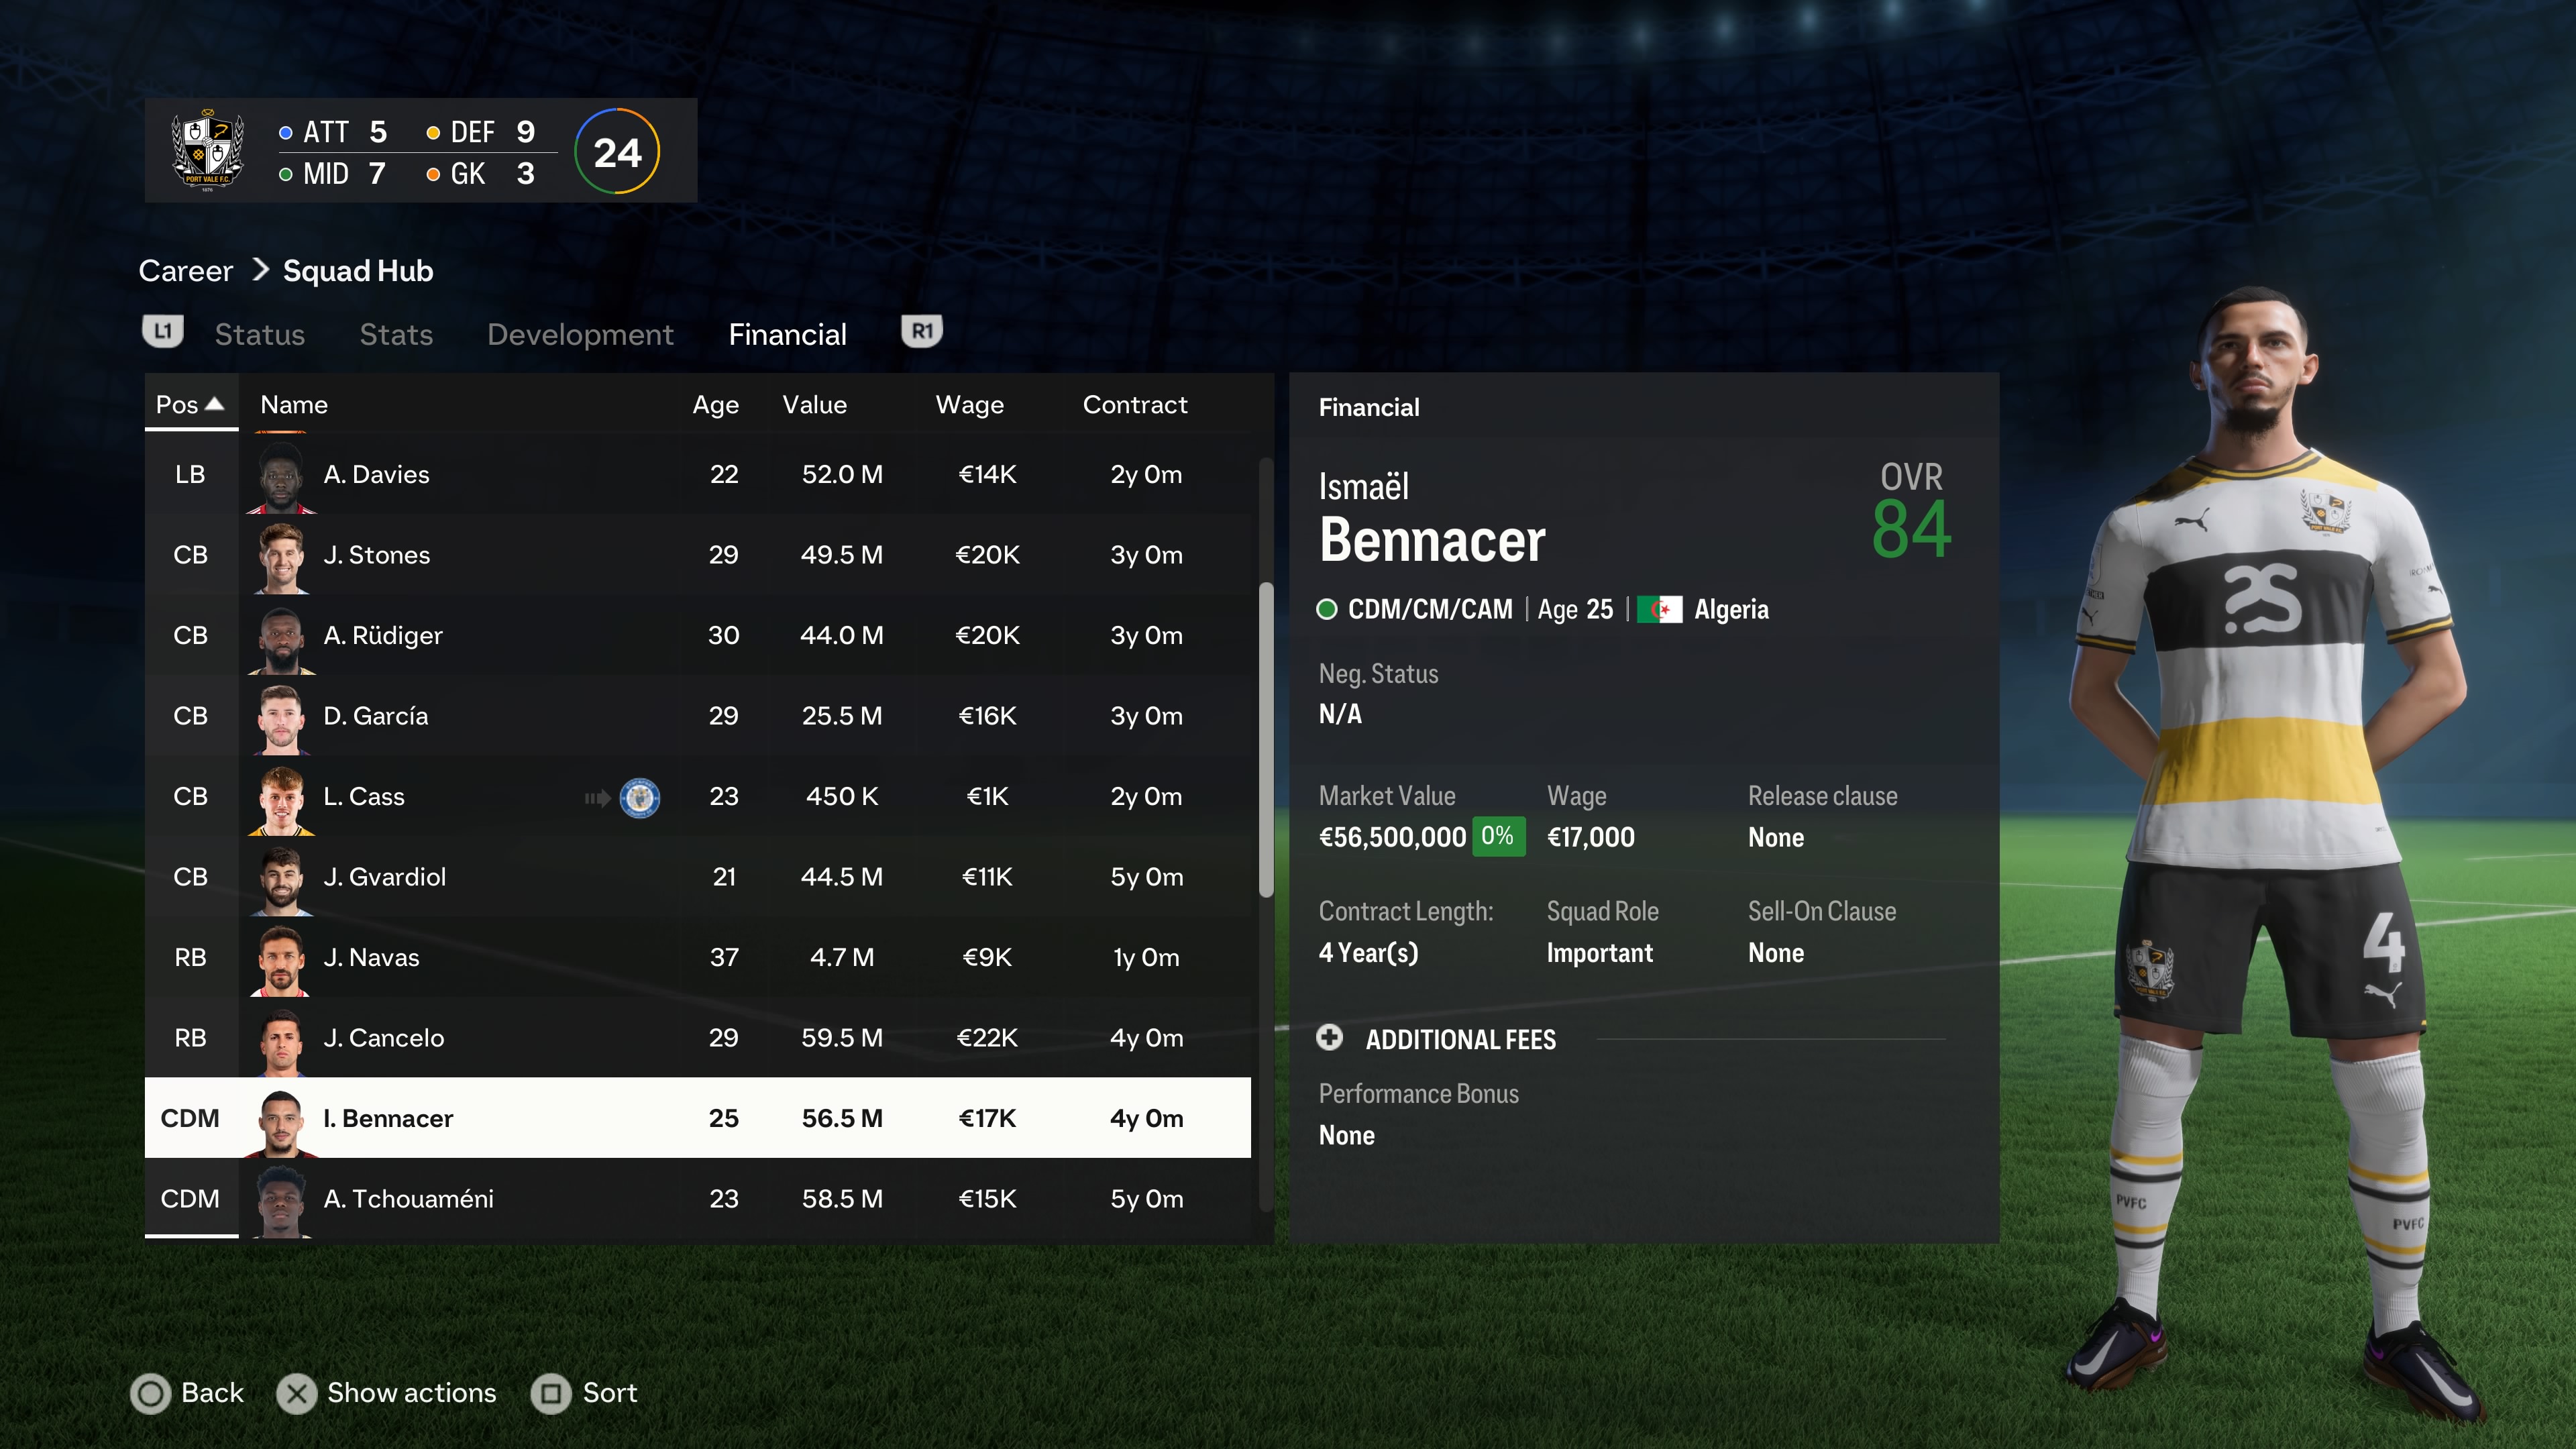 ATT 5 DEF 9
MID 7 GK 3
24
PORT VALE F.C.
1876
Career > Squad Hub
L1 Status Stats Development Financial R1
Pos Name Age Value Wage Contract
LB A. Davies 22 52.0 M €14K 2y 0m
CB J. Stones 29 49.5 M €20K 3y 0m
CB A. Rüdiger 30 44.0 M €20K 3y 0m
CB D. García 29 25.5 M €16K 3y 0m
CB L. Cass 23 450 K €1K 2y 0m
CB J. Gvardiol 21 44.5 M €11K 5y 0m
RB J. Navas 37 4.7 M €9K 1y 0m
RB J. Cancelo 29 59.5 M €22K 4y 0m
CDM I. Bennacer 25 56.5 M €17K 4y 0m
CDM A. Tchouaméni 23 58.5 M €15K 5y 0m
Financial
Ismaël
Bennacer
OVR
84
CDM/CM/CAM | Age 25 | Algeria
Neg. Status
N/A
Market Value Wage Release clause
€56,500,000 0% €17,000 None
Contract Length: Squad Role Sell-On Clause
4 Year(s) Important None
ADDITIONAL FEES
Performance Bonus
None
PORT VALE F.C.
4
PVFC
PVFC
Back Show actions Sort